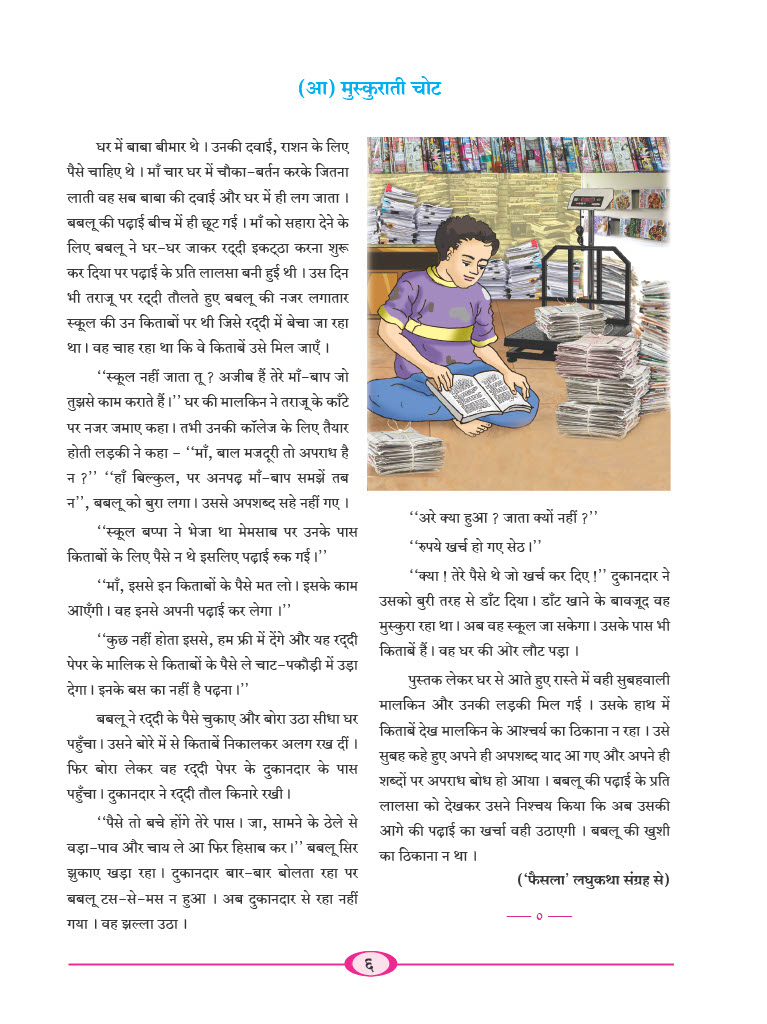 (आ) मुस्कुराती चोट
घर में बाबा बीमार थे । उनकी दवाई, राशन के लिए
पैसे चाहिए थे । माँ चार घर में चौका-बर्तन करके जितना
लाती वह सब बाबा की दवाई और घर में ही लग जाता ।
बबलू की पढ़ाई बीच में ही छूट गई । माँ को सहारा देने के
लिए बबलू ने घर-घर जाकर रद्दी इकट्ठा करना शुरू
कर दिया पर पढ़ाई के प्रति लालसा बनी हुई थी । उस दिन
भी तराजू पर रद्दी तौलते हुए बबलू की नजर लगातार
स्कूल की उन किताबों पर थी जिसे रद्दी में बेचा जा रहा
था । वह चाह रहा था कि वे किताबें उसे मिल जाएँ ।
‘‘स्कूल नहीं जाता तू ? अजीब हैं तेरे माँ-बाप जो
तुझसे काम कराते हैं ।’’ घर की मालकिन ने तराजू के काँटे
पर नजर जमाए कहा । तभी उनकी कॉलेज के लिए तैयार
होती लड़की ने कहा - ‘‘माँ, बाल मजदूरी तो अपराध है
न ?’’ ‘‘हाँ बिल्कुल, पर अनपढ़ माँ-बाप समझें तब
न’’, बबलू को बुरा लगा । उससे अपशब्द सहे नहीं गए ।
‘‘स्कूल बप्पा ने भेजा था मेमसाब पर उनके पास
किताबों के लिए पैसे न थे इसलिए पढ़ाई रुक गई ।’’
‘‘माँ, इससे इन किताबों के पैसे मत लो । इसके काम
आएँगी । वह इनसे अपनी पढ़ाई कर लेगा ।’’
‘‘कुछ नहीं होता इससे, हम फ्री में देंगे और यह रद्दी
पेपर के मालिक से किताबों के पैसे ले चाट-पकौड़ी में उड़ा
देगा । इनके बस का नहीं है पढ़ना ।’’
बबलू ने रद्दी के पैसे चुकाए और बोरा उठा सीधा घर
पहुँचा । उसने बोरे में से किताबें निकालकर अलग रख दीं ।
फिर बोरा लेकर वह रद्दी पेपर के दुकानदार के पास
पहुँचा । दुकानदार ने रद्दी तौल किनारे रखी ।
‘‘पैसे तो बचे होंगे तेरे पास । जा, सामने के ठेले से
वड़ा-पाव और चाय ले आ फिर हिसाब कर ।’’ बबलू सिर
झुकाए खड़ा रहा । दुकानदार बार-बार बोलता रहा पर
बबलू टस-से-मस न हुआ । अब दुकानदार से रहा नहीं
गया । वह झल्ला उठा ।
‘‘अरे क्या हुआ ? जाता क्यों नहीं ?’’
‘‘रुपये खर्च हो गए सेठ ।’’
‘‘क्या ! तेरे पैसे थे जो खर्च कर दिए !’’ दुकानदार ने
उसको बुरी तरह से डाँट दिया । डाँट खाने के बावजूद वह
मुस्कुरा रहा था । अब वह स्कूल जा सकेगा । उसके पास भी
किताबें हैं । वह घर की ओर लौट पड़ा ।
पुस्तक लेकर घर से आते हुए रास्ते में वही सुबहवाली
मालकिन और उनकी लड़की मिल गई । उसके हाथ में
किताबें देख मालकिन के आश्चर्य का ठिकाना न रहा । उसे
सुबह कहे हुए अपने ही अपशब्द याद आ गए और अपने ही
शब्दों पर अपराध बोध हो आया । बबलू की पढ़ाई के प्रति
लालसा को देखकर उसने निश्चय किया कि अब उसकी
आगे की पढ़ाई का खर्चा वही उठाएगी । बबलू की खुशी
का ठिकाना न था ।
(‘फैसला’ लघुकथा संग्रह से)
०
६